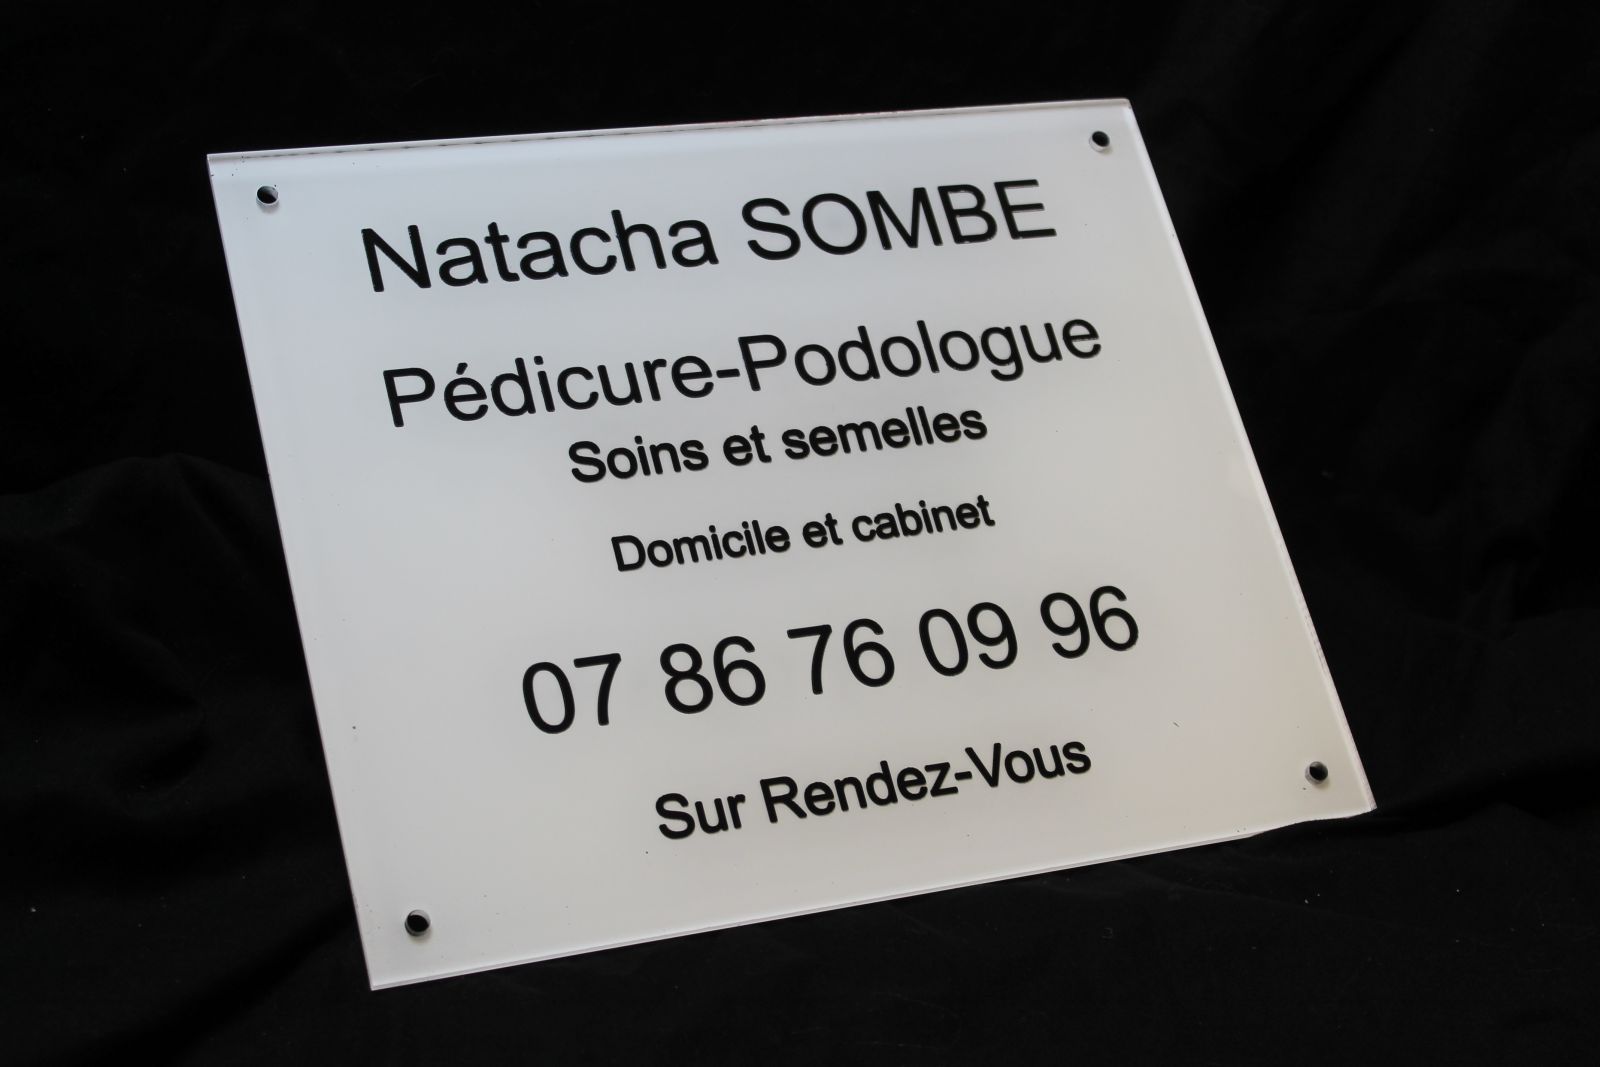 Natacha SOMBE
Pédicure-Podologue
Soins et semelles
Domicile et cabinet
07 86 76 09 96
Sur Rendez-Vous